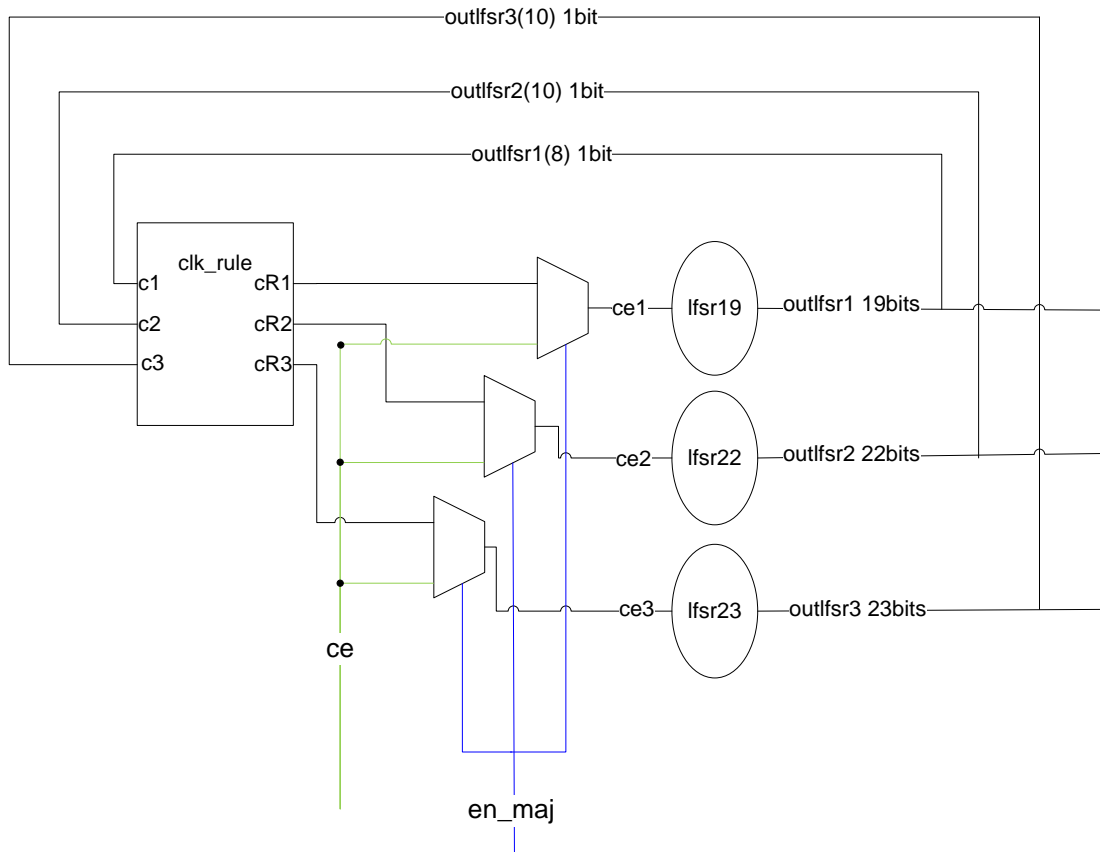 outlfsr3(10) 1bit
outlfsr2(10) 1bit
outlfsr1(8) 1bit
clk_rule
c1
cR1
c2
cR2
c3
cR3
ce1
lfsr19
outlfsr1 19bits
ce2
lfsr22
outlfsr2 22bits
ce3
lfsr23
outlfsr3 23bits
ce
en_maj